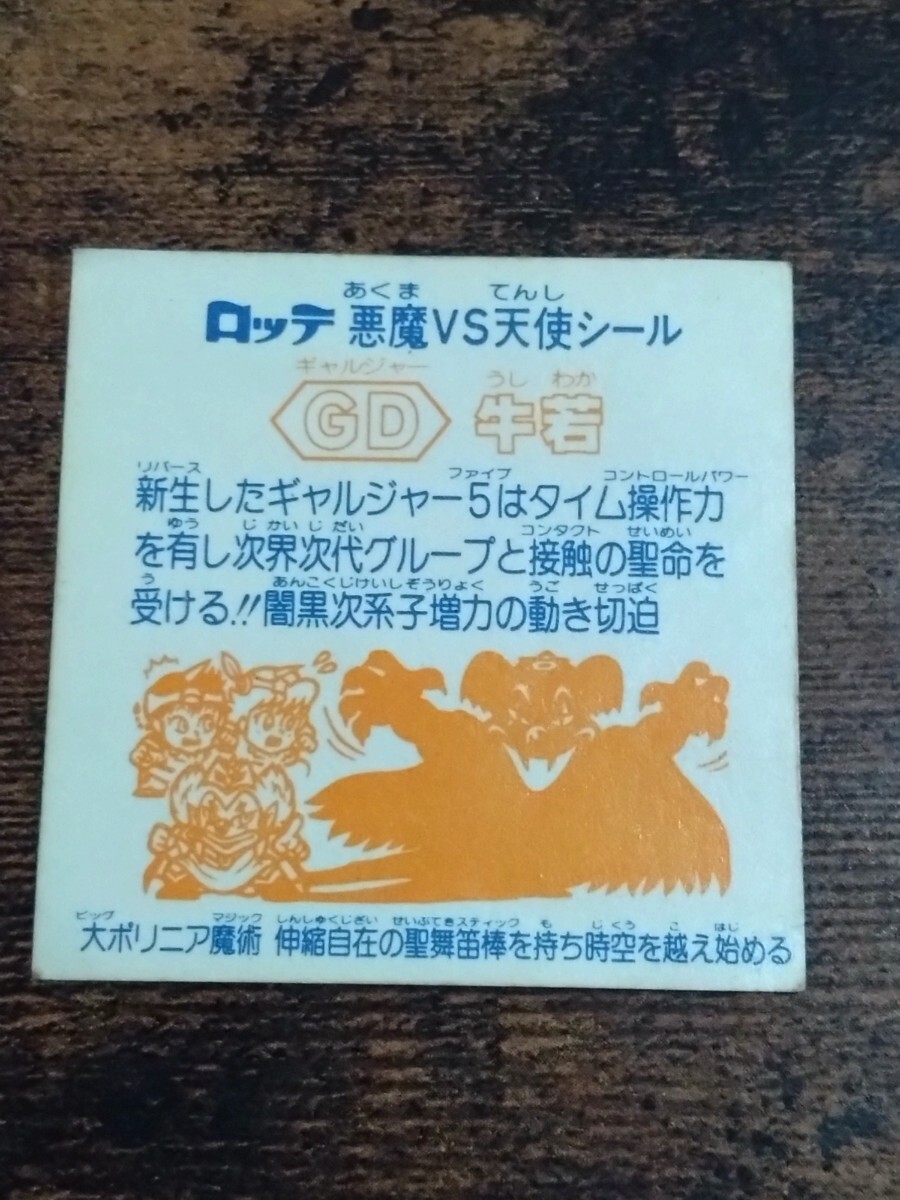 あくま てんし
ロッテ 悪魔VS天使シール
ギャルジャー うしわか
GD 牛若
リバース ファイブ コントロールパワー
新生したギャルジャー5はタイム操作力
ゆう じかいじだい コンタクト せいめい
を有し次界次代グループと接触の聖命を
う あんこくじけいしぞうりょく うご せっぱく
受ける!!闇黒次系子増力の動き切迫
ビッグ マジック しんしゅくじざい せいぶてきスティック も じくう こ はじ
大ポリニア魔術 伸縮自在の聖舞笛棒を持ち時空を越え始める